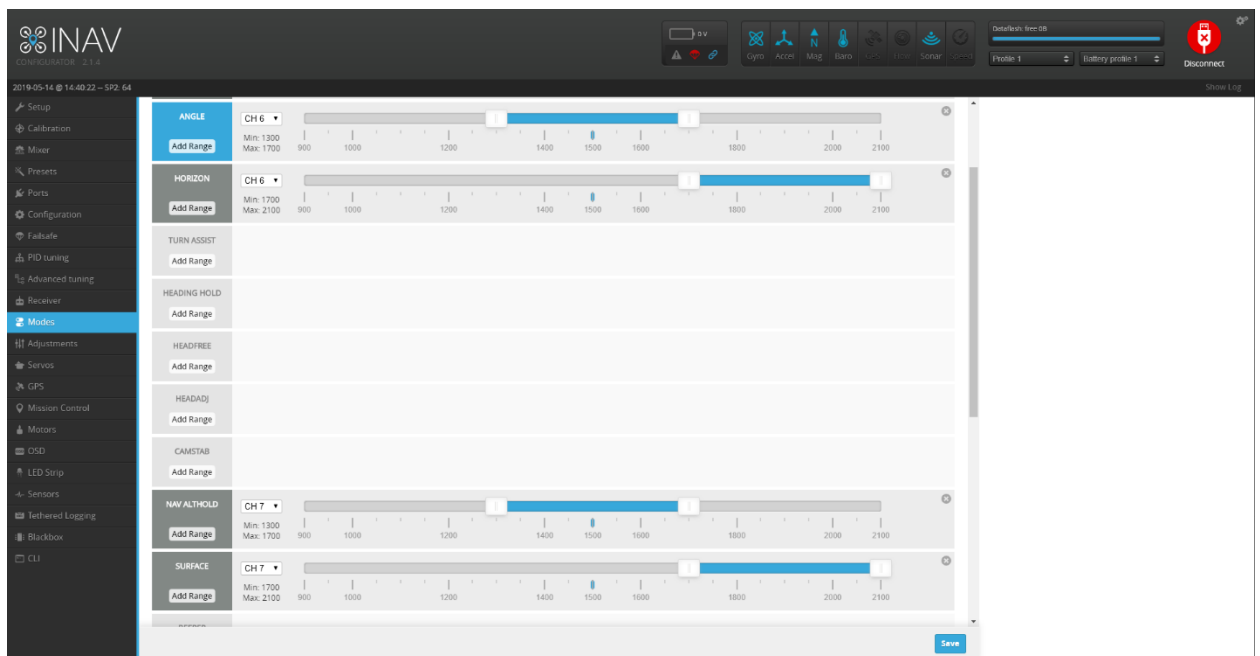 INAV
CONFIGURATOR 2.1.4
0 V
Gyro Accel Mag Baro Sonar Speed
Dataflash: free 0B
Profile 1 Battery profile 1
Disconnect
2019-05-14 @ 14:40:22 -- SP2: 64
Show Log
Setup
Calibration
Mixer
Presets
Ports
Configuration
Failsafe
PID tuning
Advanced tuning
Receiver
Modes
Adjustments
Servos
GPS
Mission Control
Motors
OSD
LED Strip
Sensors
Tethered Logging
Blackbox
CLI
ANGLE
Add Range
CH 6
Min: 1300
Max: 1700
900 1000 1200 1400 1500 1600 1800 2000 2100
HORIZON
Add Range
CH 6
Min: 1700
Max: 2100
900 1000 1200 1400 1500 1600 1800 2000 2100
TURN ASSIST
Add Range
HEADING HOLD
Add Range
HEADFREE
Add Range
HEADADJ
Add Range
CAMSTAB
Add Range
NAV ALTHOLD
Add Range
CH 7
Min: 1300
Max: 1700
900 1000 1200 1400 1500 1600 1800 2000 2100
SURFACE
Add Range
CH 7
Min: 1700
Max: 2100
900 1000 1200 1400 1500 1600 1800 2000 2100
Save